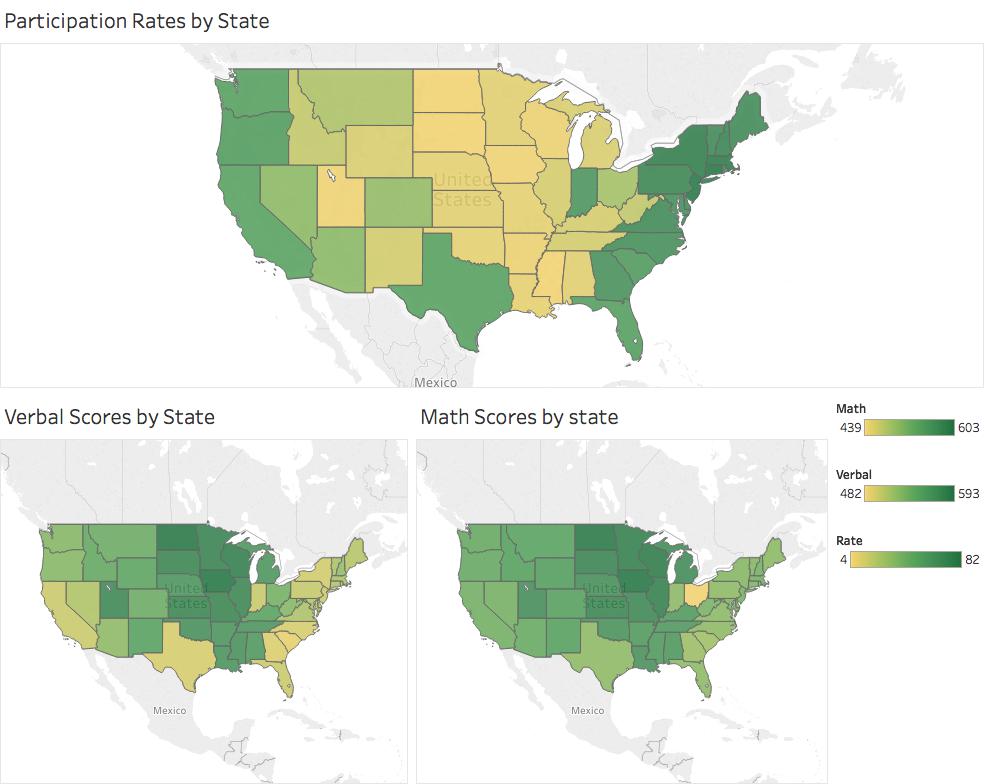 Participation Rates by State
United
States
Mexico
Verbal Scores by State
United
States
Mexico
Math Scores by state
United
States
Mexico
Math
439 603
Verbal
482 593
Rate
4 82